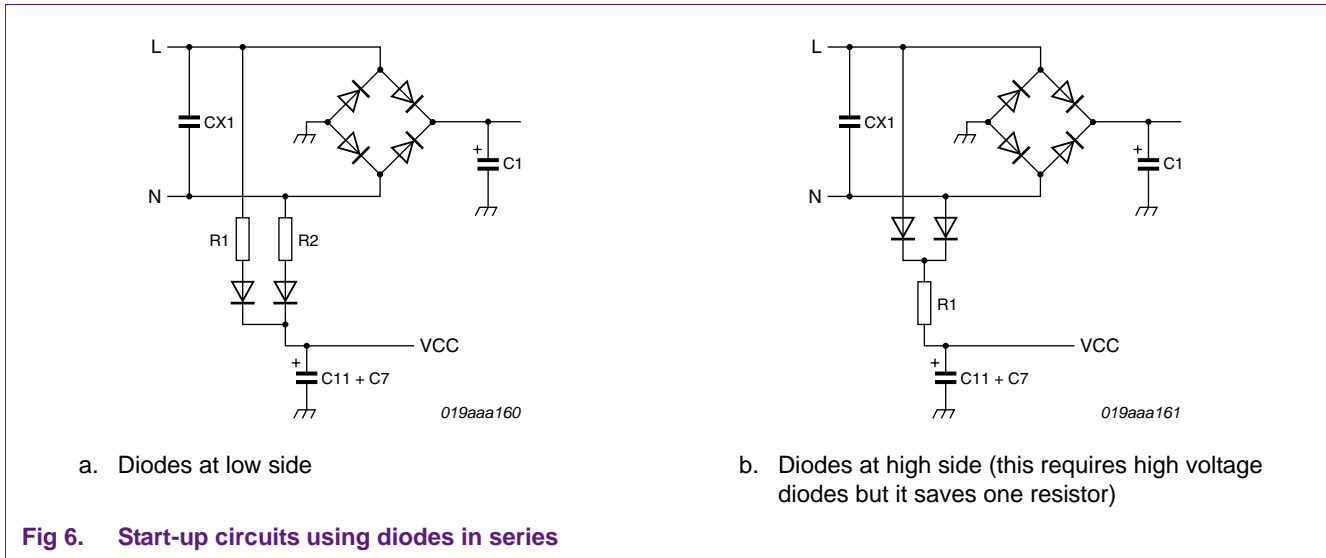 L
CX1
C1
N
R1
R2
VCC
C11 + C7
019aaa160
a. Diodes at low side
L
CX1
C1
N
R1
VCC
C11 + C7
019aaa161
b. Diodes at high side (this requires high voltage
diodes but it saves one resistor)
Fig 6. Start-up circuits using diodes in series